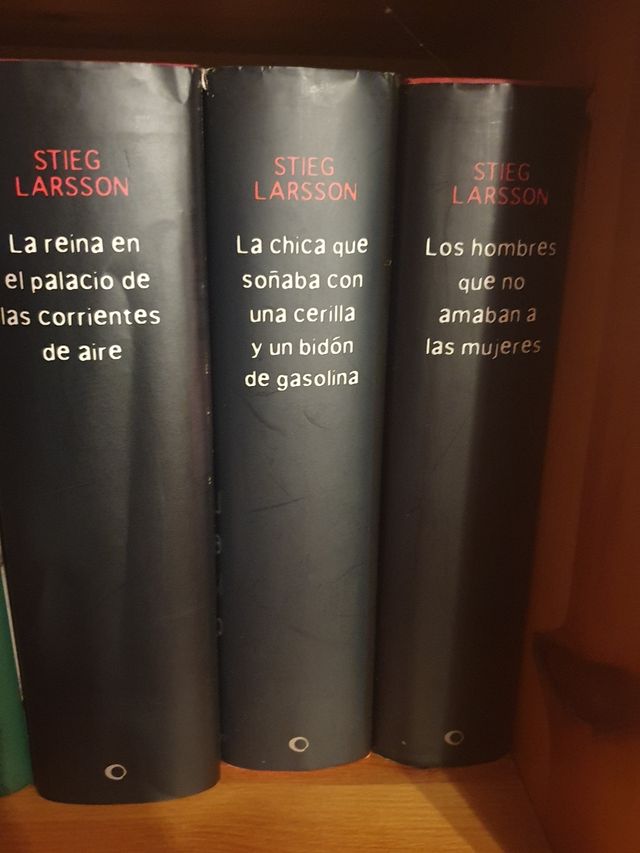 STIEG
LARSSON
La reina en
el palacio de
las corrientes
de aire
STIEG
LARSSON
La chica que
soñaba con
una cerilla
y un bidón
de gasolina
STIEG
LARSSON
Los hombres
que no
amaban a
las mujeres